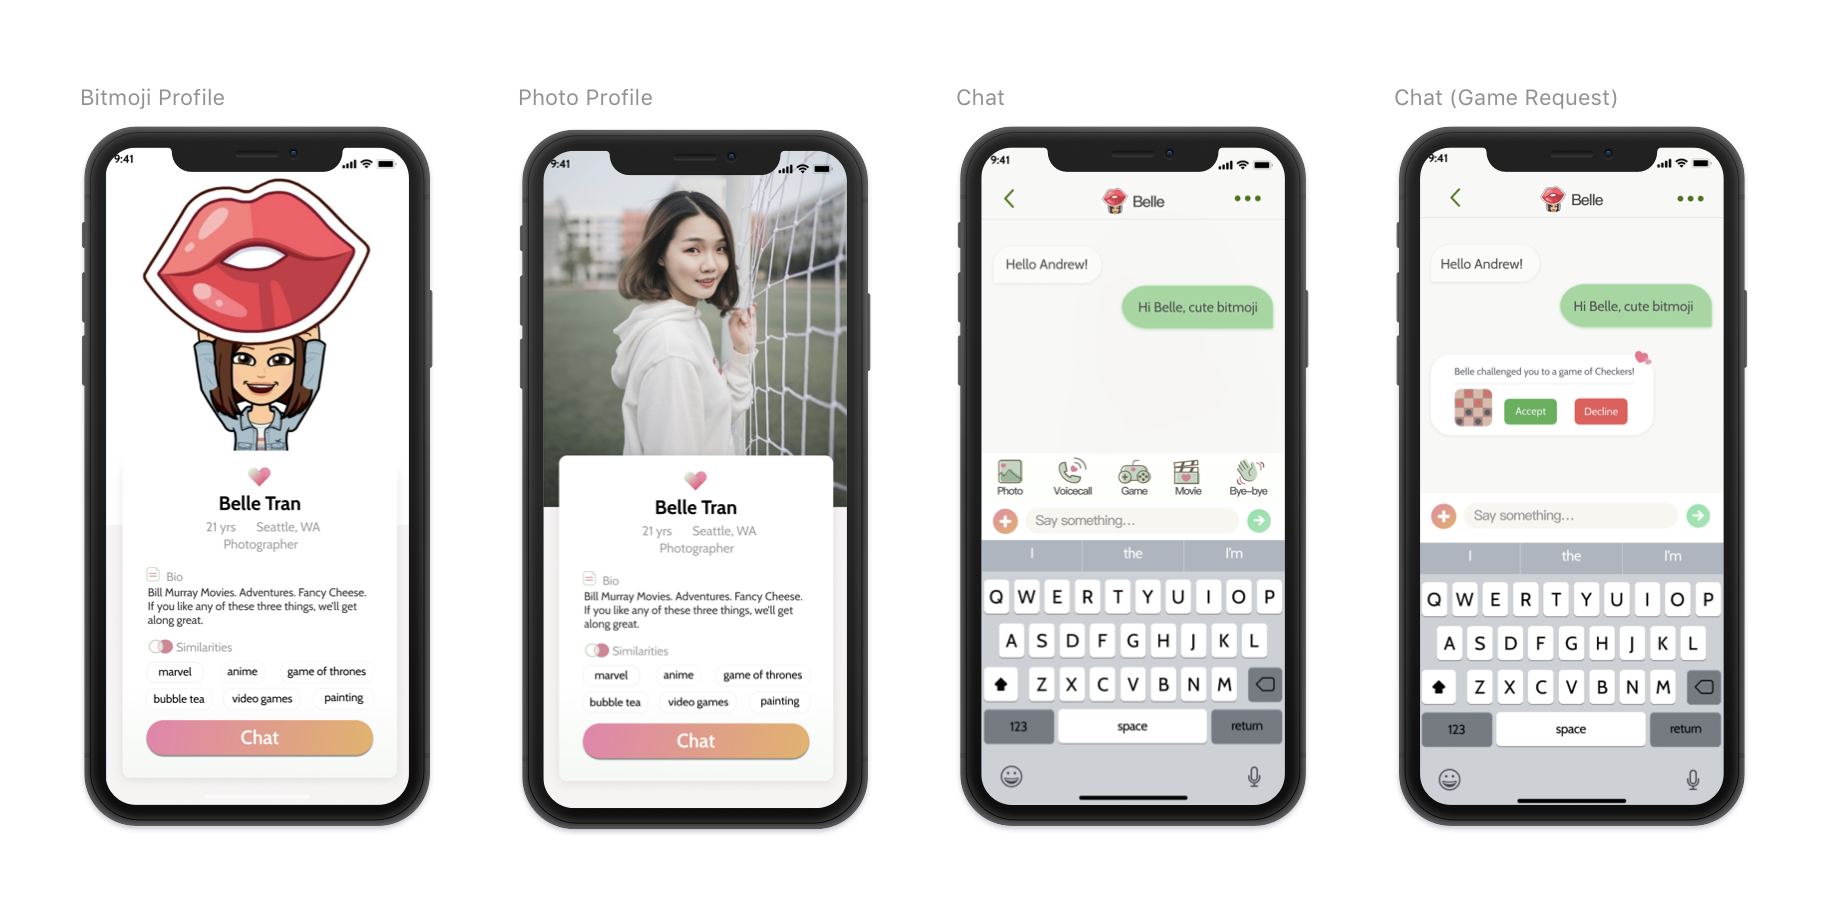 Bitmoji Profile
9:41
Belle Tran
21 yrs Seattle, WA
Photographer
Bio
Bill Murray Movies. Adventures. Fancy Cheese.
If you like any of these three things, we'll get
along great.
Similarities
marvel anime game of thrones
bubble tea video games painting
Chat
Photo Profile
9:41
Belle Tran
21 yrs Seattle, WA
Photographer
Bio
Bill Murray Movies. Adventures. Fancy Cheese.
If you like any of these three things, we'll get
along great.
Similarities
marvel anime game of thrones
bubble tea video games painting
Chat
Chat
9:41
Belle
Hello Andrew!
Hi Belle, cute bitmoji
Photo Voicecall Game Movie Bye-bye
Say something...
I the I'm
Q W E R T Y U I O P
A S D F G H J K L
Z X C V B N M
123 space return
Chat (Game Request)
9:41
Belle
Hello Andrew!
Hi Belle, cute bitmoji
Belle challenged you to a game of Checkers!
Accept Decline
Say something...
I the I'm
Q W E R T Y U I O P
A S D F G H J K L
Z X C V B N M
123 space return